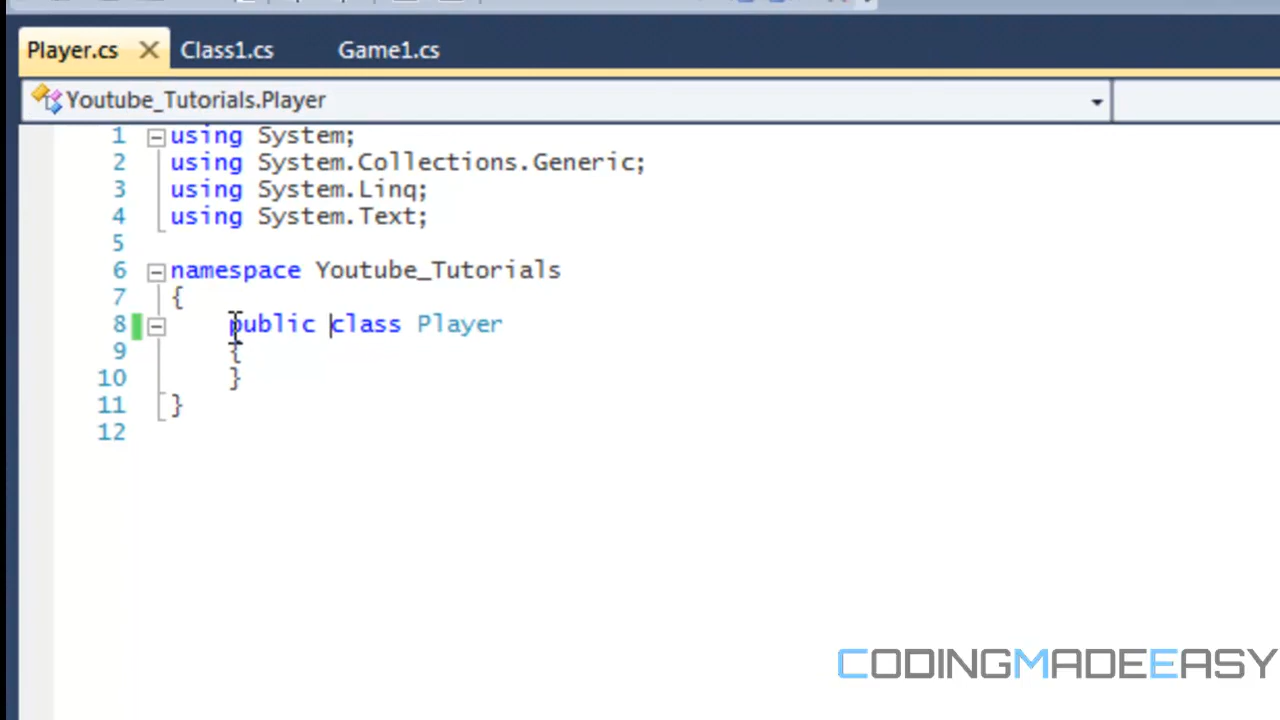 Player.cs Class1.cs Game1.cs
Youtube_Tutorials.Player
1 using System;
2 using System.Collections.Generic;
3 using System.Linq;
4 using System.Text;
5
6 namespace Youtube_Tutorials
7 {
8 public class Player
9 {
10 }
11 }
12
CODINGMADEEASY